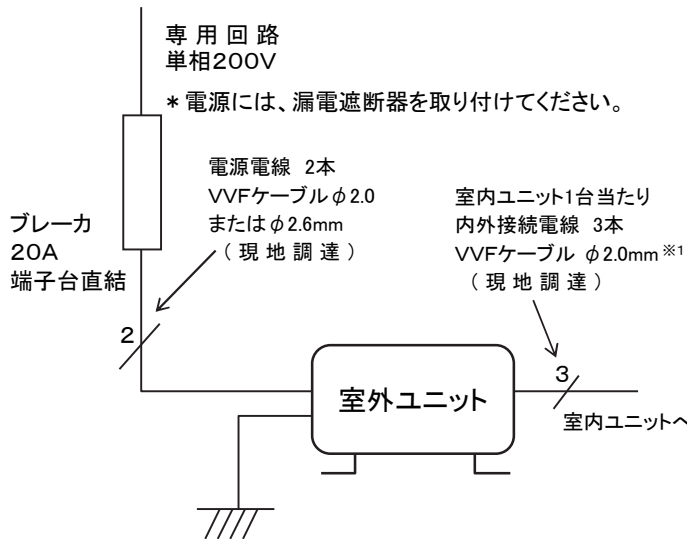 専用回路
単相200V
＊電源には、漏電遮断器を取り付けてください。
電源電線 2本
VVFケーブルφ2.0
またはφ2.6mm
（現地調達）
室内ユニット1台当たり
内外接続電線 3本
VVFケーブル φ2.0mm※1
（現地調達）
ブレーカ
20A
端子台直結
2
3
室外ユニット
室内ユニットへ